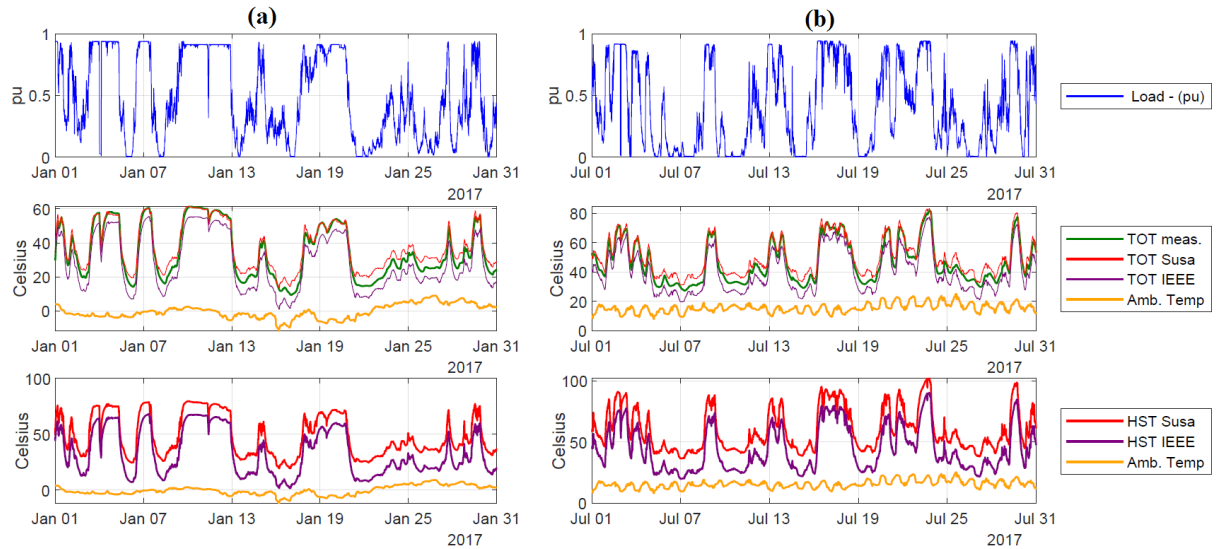 (a)
(b)
1
0.5
0
pu
Jan 01
Jan 07
Jan 13
Jan 19
Jan 25
Jan 31
2017
1
0.5
0
pu
Jul 01
Jul 07
Jul 13
Jul 19
Jul 25
Jul 31
2017
Load - (pu)
60
40
20
0
Celsius
Jan 01
Jan 07
Jan 13
Jan 19
Jan 25
Jan 31
2017
80
60
40
20
0
Celsius
Jul 01
Jul 07
Jul 13
Jul 19
Jul 25
Jul 31
2017
TOT meas.
TOT Susa
TOT IEEE
Amb. Temp
100
50
0
Celsius
Jan 01
Jan 07
Jan 13
Jan 19
Jan 25
Jan 31
2017
100
50
0
Celsius
Jul 01
Jul 07
Jul 13
Jul 19
Jul 25
Jul 31
2017
HST Susa
HST IEEE
Amb. Temp